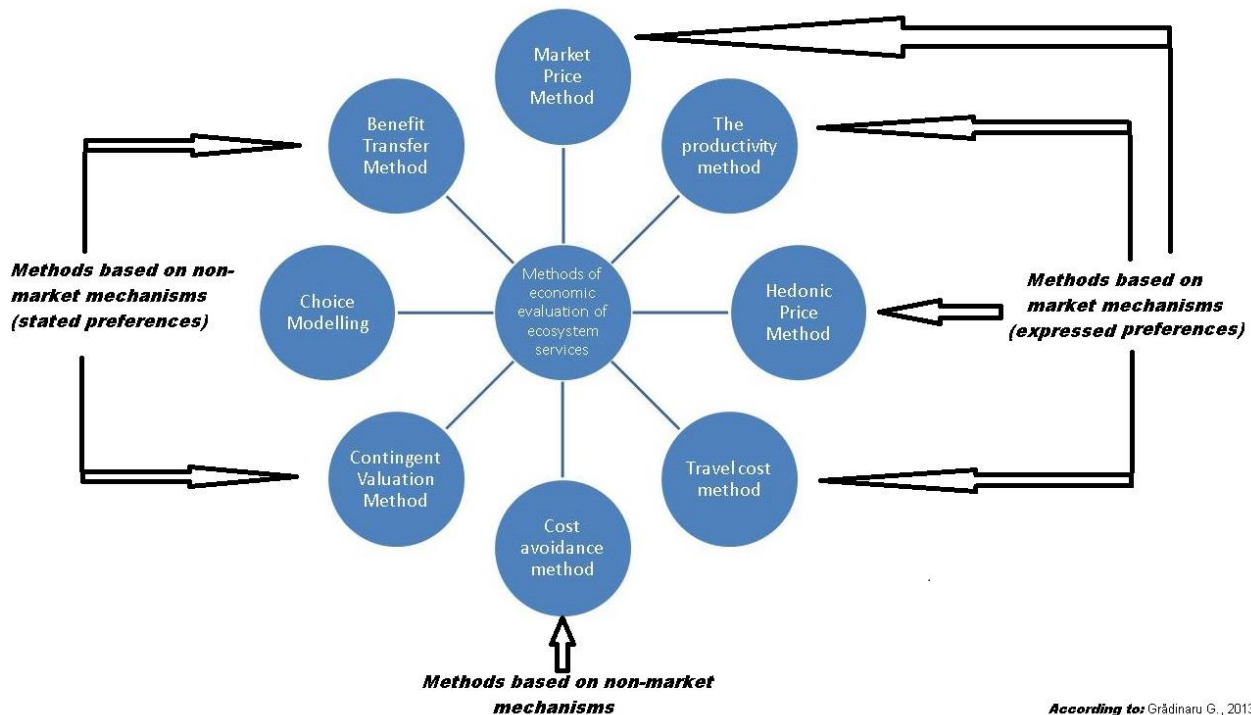 Market
Price
Method
Benefit
Transfer
Method
The
productivity
method
Methods based on non-
market mechanisms
(stated preferences)
Choice
Modelling
Methods of
economic
evaluation of
ecosystem
services
Hedonic
Price
Method
Methods based on
market mechanisms
(expressed preferences)
Contingent
Valuation
Method
Travel cost
method
Cost
avoidance
method
Methods based on non-market
mechanisms
According to: Grădinaru G., 2013